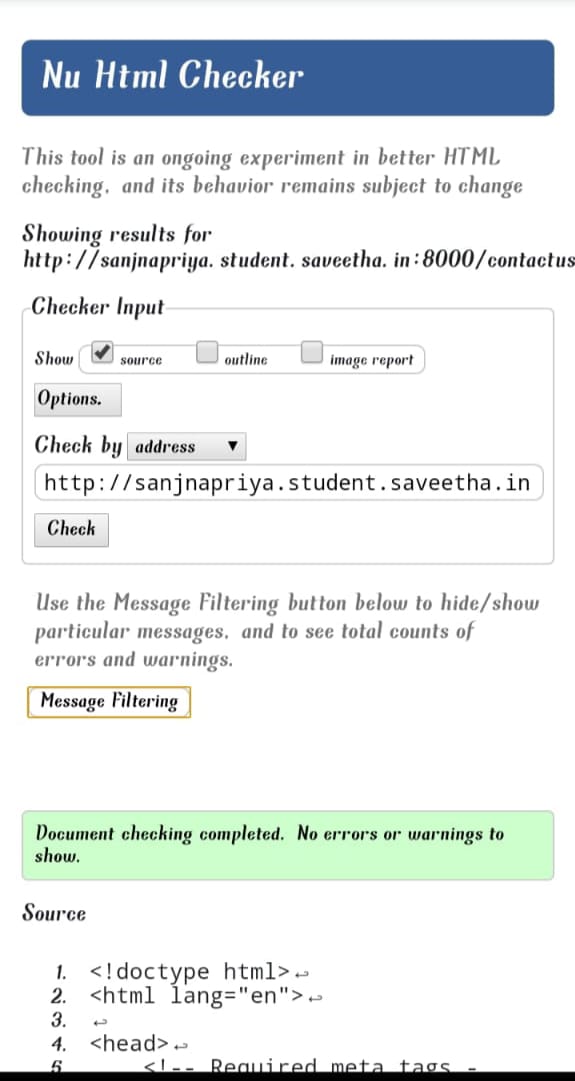 Nu Html Checker
This tool is an ongoing experiment in better HTML
checking, and its behavior remains subject to change
Showing results for
http://sanjnapriya.student.saveetha.in:8000/contactus
Checker Input
Show source outline image report
Options.
Check by address ▼
http://sanjnapriya.student.saveetha.in
Check
Use the Message Filtering button below to hide/show
particular messages, and to see total counts of
errors and warnings.
Message Filtering
Document checking completed. No errors or warnings to
show.
Source
1. <!doctype html>↩
2. <html lang="en">↩
3. ↩
4. <head>↩
5 <!-- Required meta tags -